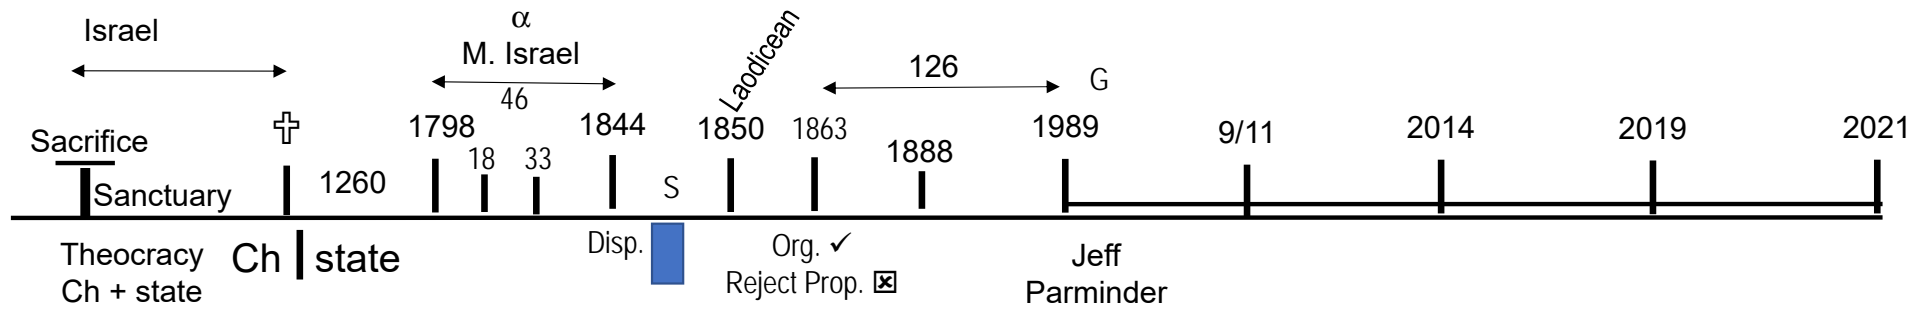 Israel
α
M. Israel
46
Laodicean
126
G
Sacrifice
1798
18
33
1844
1850
1863
1888
1989
9/11
2014
2019
2021
Sanctuary
1260
S
Theocracy
Ch + state
Ch | state
Disp.
Org. ✓
Reject Prop. ☒
Jeff
Parminder